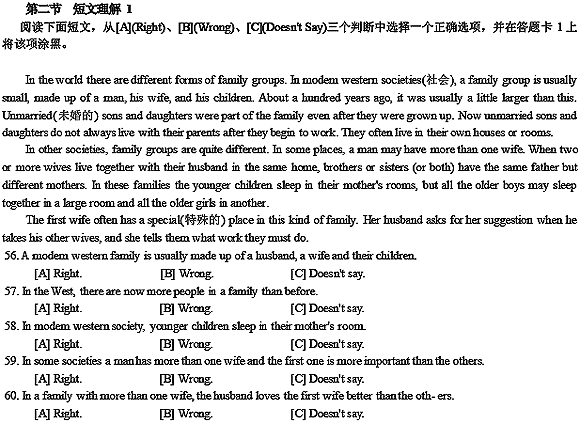 第二节 短文理解 1
阅读下面短文，从[A](Right)、[B](Wrong)、[C](Doesn't Say)三个判断中选择一个正确选项，并在答题卡 1 上
将该项涂黑。
In the world there are different forms of family groups. In modem western societies(社会), a family group is usually
small, made up of a man, his wife, and his children. About a hundred years ago, it was usually a little larger than this.
Unmarried(未婚的) sons and daughters were part of the family even after they were grown up. Now unmarried sons and
daughters do not always live with their parents after they begin to work. They often live in their own houses or rooms.
In other societies, family groups are quite different. In some places, a man may have more than one wife. When two
or more wives live together with their husband in the same home, brothers or sisters (or both) have the same father but
different mothers. In these families the younger children sleep in their mother's rooms, but all the older boys may sleep
together in a large room and all the older girls in another.
The first wife often has a special(特殊的) place in this kind of family. Her husband asks for her suggestion when he
takes his other wives, and she tells them what work they must do.
56. A modem western family is usually made up of a husband, a wife and their children.
[A] Right. [B] Wrong. [C] Doesn't say.
57. In the West, there are now more people in a family than before.
[A] Right. [B] Wrong. [C] Doesn't say.
58. In modem western society, younger children sleep in their mother's room.
[A] Right. [B] Wrong. [C] Doesn't say.
59. In some societies a man has more than one wife and the first one is more important than the others.
[A] Right. [B] Wrong. [C] Doesn't say.
60. In a family with more than one wife, the husband loves the first wife better than the oth- ers.
[A] Right. [B] Wrong. [C] Doesn't say.